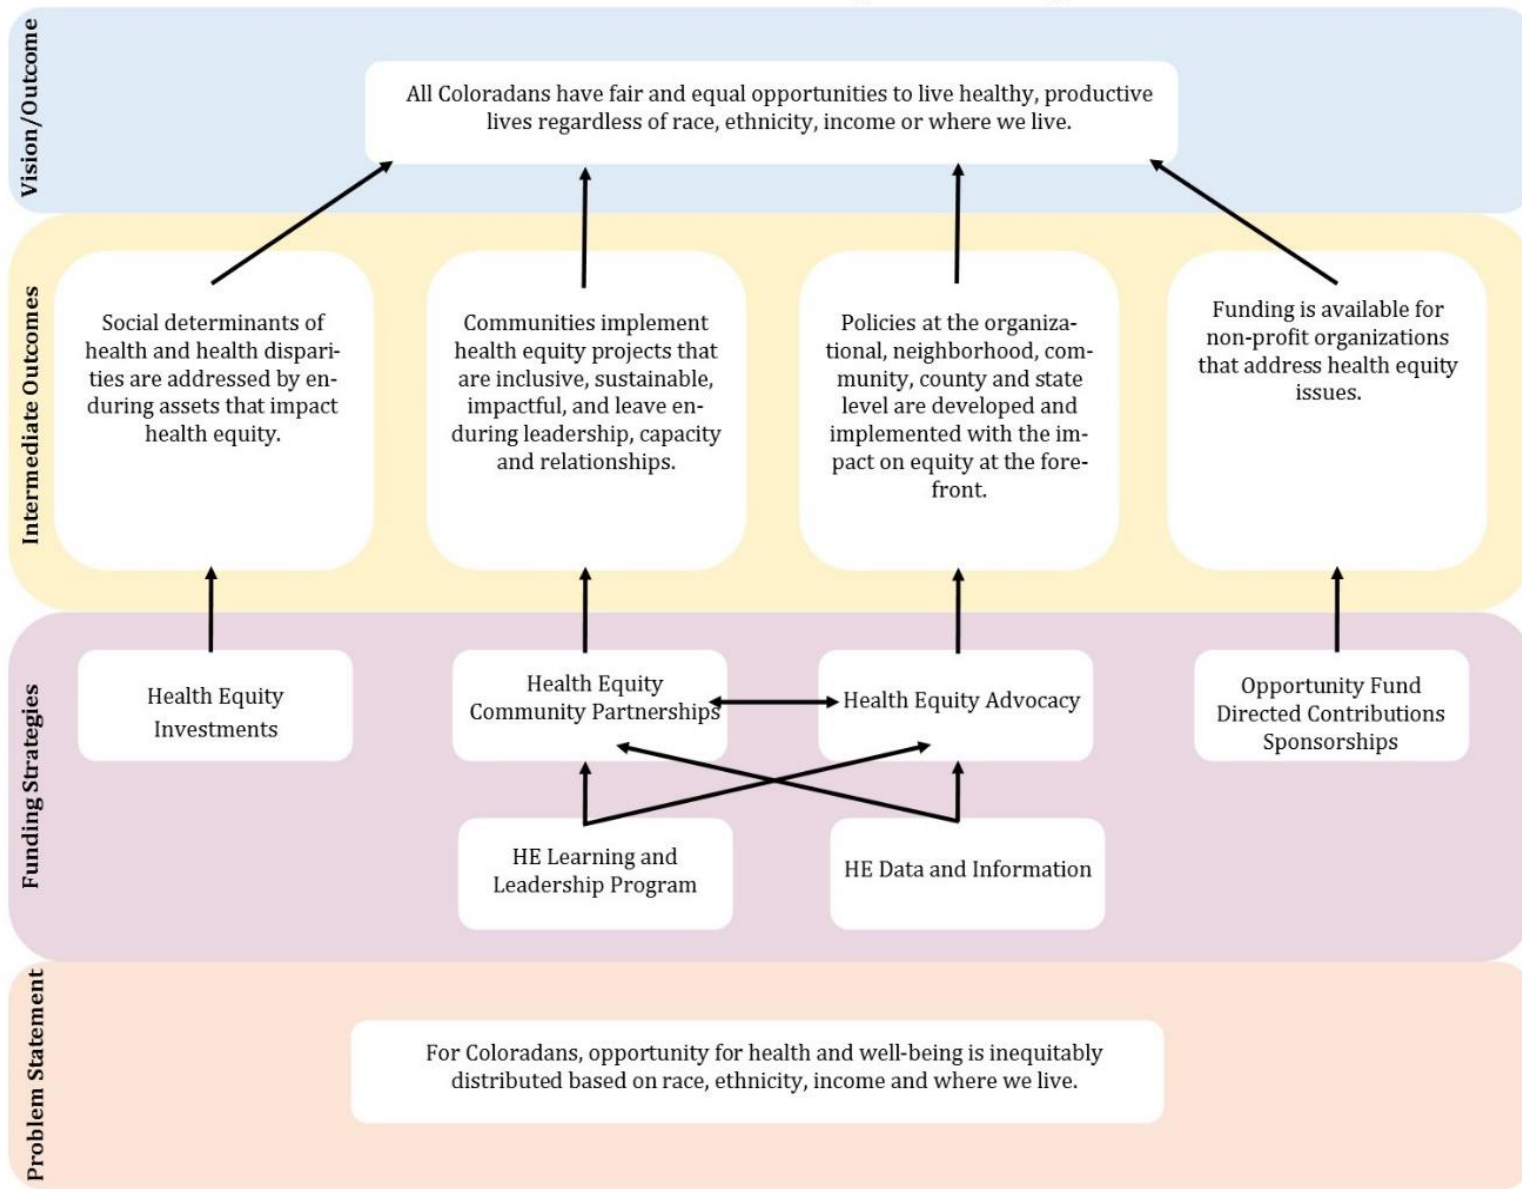 Vision/Outcome
All Coloradans have fair and equal opportunities to live healthy, productive
lives regardless of race, ethnicity, income or where we live.
Intermediate Outcomes
Social determinants of
health and health dispari-
ties are addressed by en-
during assets that impact
health equity.
Communities implement
health equity projects that
are inclusive, sustainable,
impactful, and leave en-
during leadership, capacity
and relationships.
Policies at the organiza-
tional, neighborhood, com-
munity, county and state
level are developed and
implemented with the im-
pact on equity at the fore-
front.
Funding is available for
non-profit organizations
that address health equity
issues.
Funding Strategies
Health Equity
Investments
Health Equity
Community Partnerships
Health Equity Advocacy
Opportunity Fund
Directed Contributions
Sponsorships
HE Learning and
Leadership Program
HE Data and Information
Problem Statement
For Coloradans, opportunity for health and well-being is inequitably
distributed based on race, ethnicity, income and where we live.